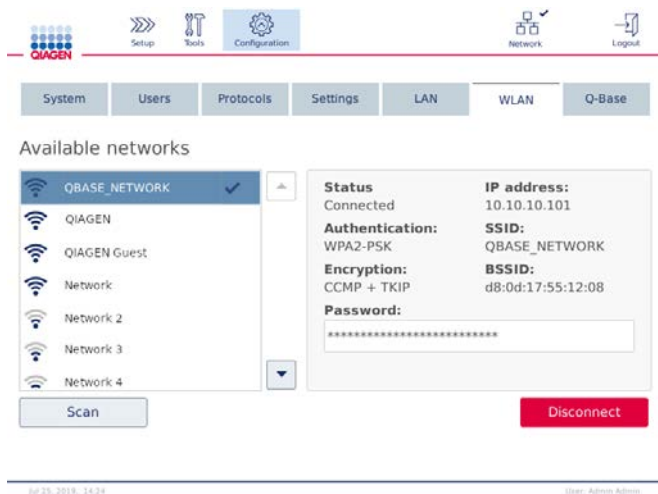 QIAGEN
Setup
Tools
Configuration
Network
Logout
System
Users
Protocols
Settings
LAN
WLAN
Q-Base
Available networks
QBASE_NETWORK
QIAGEN
QIAGEN Guest
Network
Network 2
Network 3
Network 4
Scan
Status
Connected
Authentication:
WPA2-PSK
Encryption:
CCMP + TKIP
IP address:
10.10.10.101
SSID:
QBASE_NETWORK
BSSID:
d8:0d:17:55:12:08
Password:
**************************
Disconnect
Jul 25, 2019, 14:24
User: Admin Admin